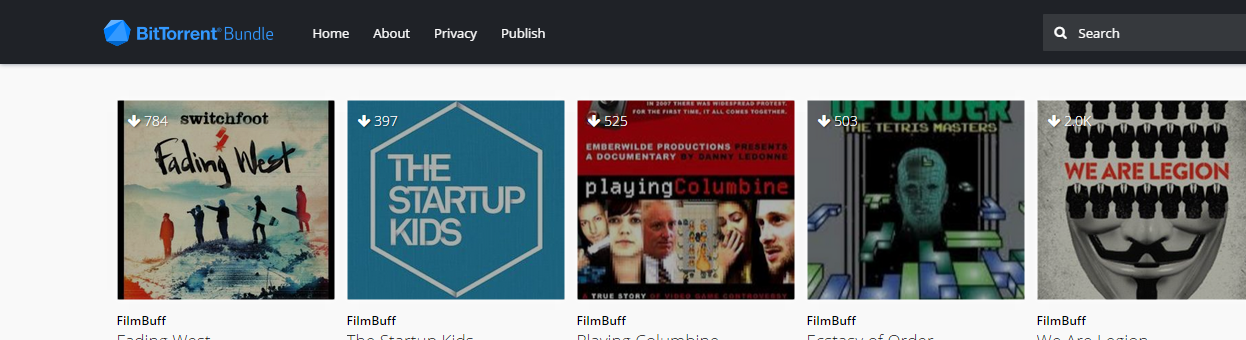 BitTorrent® Bundle
Home
About
Privacy
Publish
Search
784
switchfoot
Fading West
397
THE
STARTUP
KIDS
525
IN 2007 THERE WAS WIDESPREAD PROTEST.
FOR THE FIRST TIME, IT ALL COMES TOGETHER.
EMBERWILDE PRODUCTIONS PRESENTS
A DOCUMENTARY BY DANNY LEDONNE
playingColumbine
A TRUE STORY OF VIDEO GAME CONTROVERSY
503
OF ORDER
THE TETRIS MASTERS
2.0K
WE ARE LEGION
FilmBuff
Fading West
FilmBuff
The Startup Kids
FilmBuff
Playing Columbine
FilmBuff
Ecstasy of Order
FilmBuff
We Are Legion